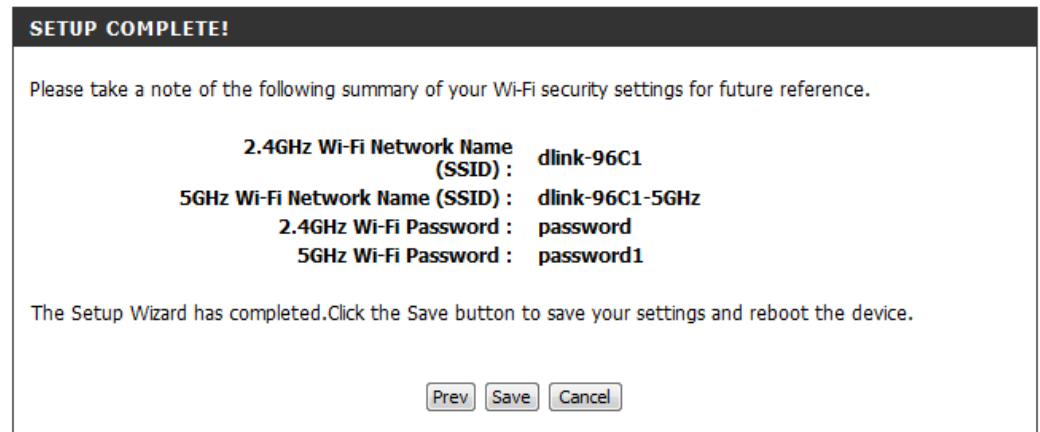 SETUP COMPLETE!
Please take a note of the following summary of your Wi-Fi security settings for future reference.
2.4GHz Wi-Fi Network Name
(SSID) : dlink-96C1
5GHz Wi-Fi Network Name (SSID) : dlink-96C1-5GHz
2.4GHz Wi-Fi Password : password
5GHz Wi-Fi Password : password1
The Setup Wizard has completed.Click the Save button to save your settings and reboot the device.
Prev Save Cancel